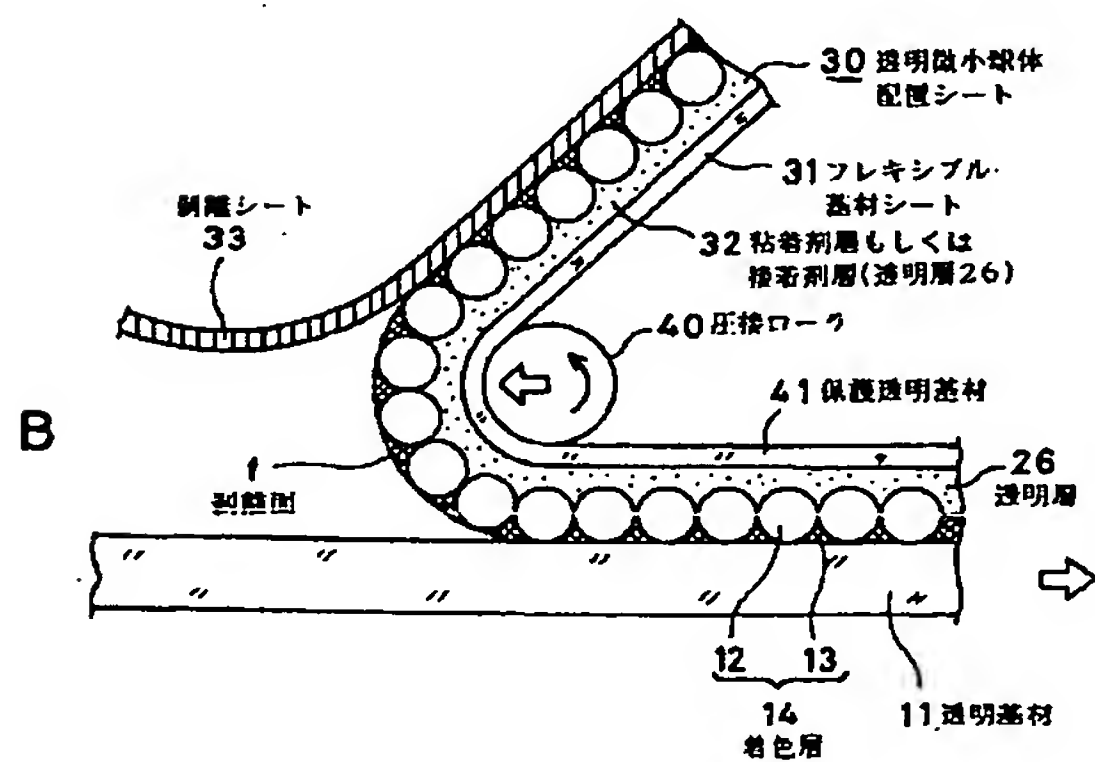 30 透明微小球体
配置シート
31 フレキシブル・
基材シート
剥離シート
33
32 粘着剤層もしくは
接着剤層(透明層26)
40 圧接ローラ
41 保護透明基材
B
f
剥離面
26
透明層
12 13
14
着色層
11 透明基材